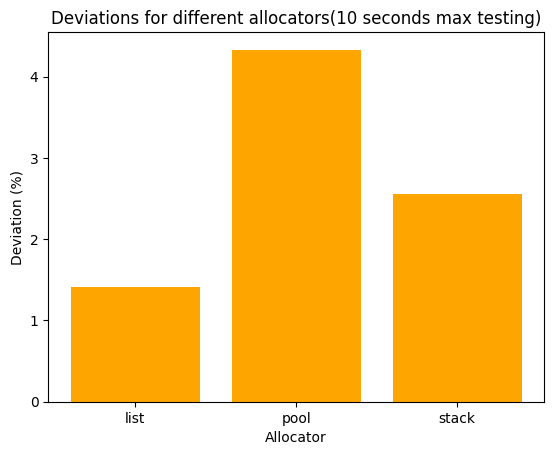 Deviations for different allocators(10 seconds max testing)
4
3
2
1
0
Deviation (%)
list pool stack
Allocator